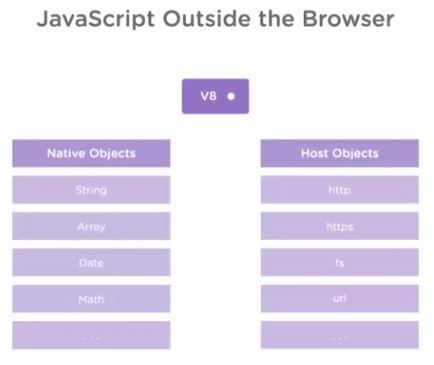 JavaScript Outside the Browser
V8
Native Objects
String
Array
Date
Math
...
Host Objects
http
https
fs
url
...